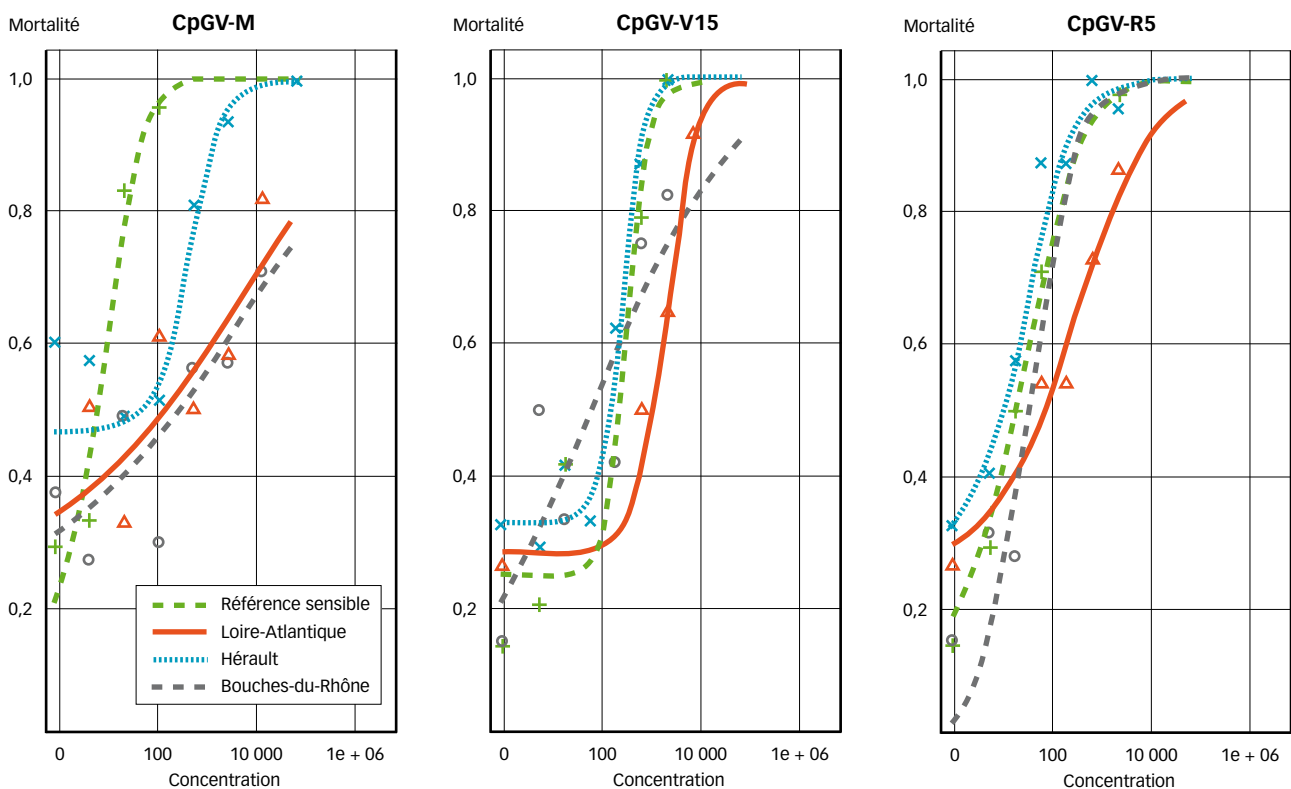 Mortalité
CpGV-M
1,0
0,8
0,6
0,4
0,2
Référence sensible
Loire-Atlantique
Hérault
Bouches-du-Rhône
0 100 10 000 1e + 06
Concentration
Mortalité
CpGV-V15
1,0
0,8
0,6
0,4
0,2
0 100 10 000 1e + 06
Concentration
Mortalité
CpGV-R5
1,0
0,8
0,6
0,4
0,2
0 100 10 000 1e + 06
Concentration